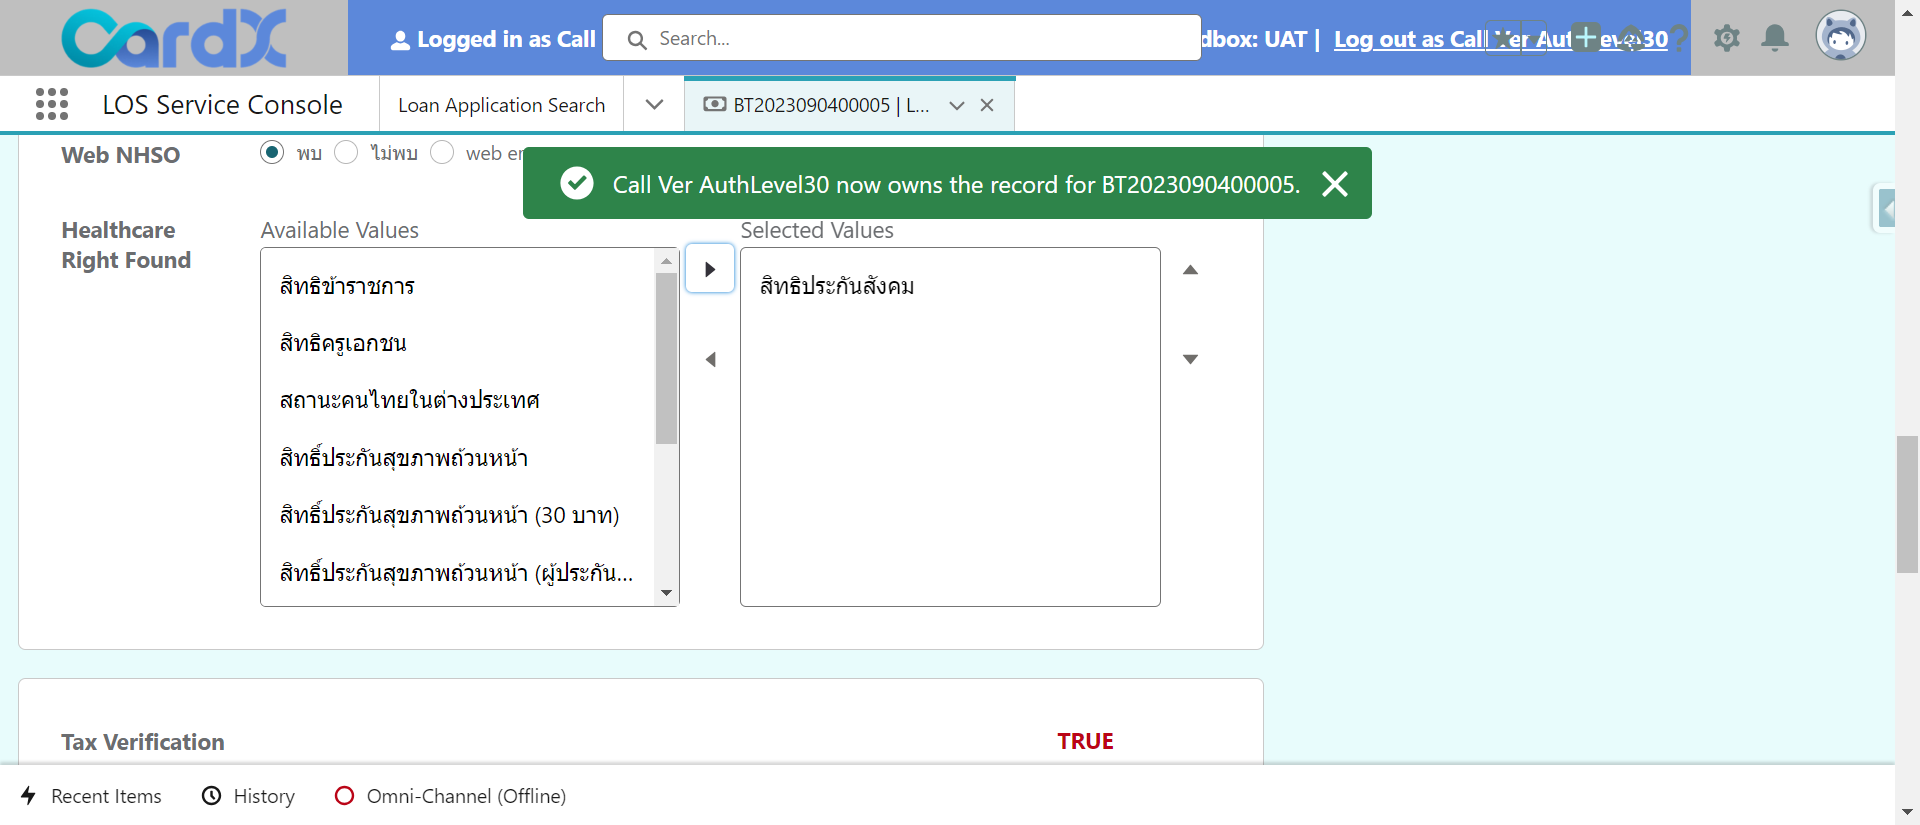 CardX
Logged in as Call
Search...
dbox: UAT | Log out as Call Ver AuthLevel30
LOS Service Console
Loan Application Search
BT2023090400005 | L...
Web NHSO
พบ
ไม่พบ
web er
Call Ver AuthLevel30 now owns the record for BT2023090400005.
Healthcare
Right Found
Available Values
Selected Values
สิทธิข้าราชการ
สิทธิครูเอกชน
สถานะคนไทยในต่างประเทศ
สิทธิ์ประกันสุขภาพถ้วนหน้า
สิทธิ์ประกันสุขภาพถ้วนหน้า (30 บาท)
สิทธิ์ประกันสุขภาพถ้วนหน้า (ผู้ประกัน...
สิทธิประกันสังคม
Tax Verification
TRUE
Recent Items
History
Omni-Channel (Offline)